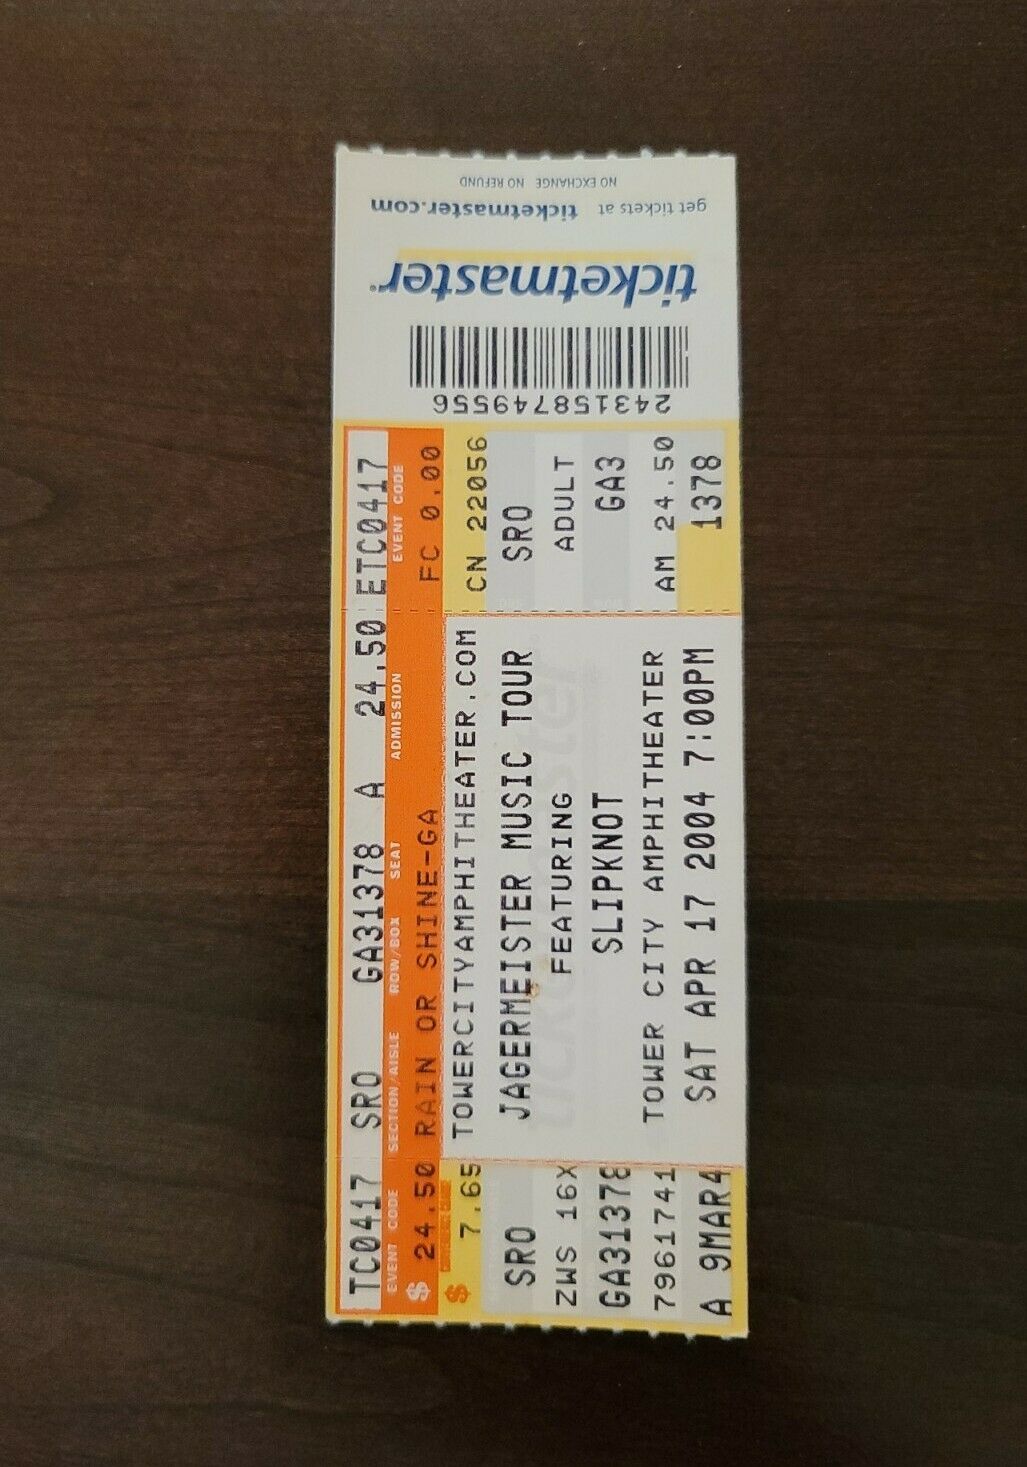 TC0417 SRO GA31378 A 24.50 ETC0417
EVENT CODE SECTION/AISLE ROW/BOX SEAT ADMISSION EVENT CODE
$ 24.50 RAIN OR SHINE-GA FC 0.00
$ 7.65 TOWERCITYAMPHITHEATER.COM CN 22056
SRO JAGERMEISTER MUSIC TOUR SRO
ZWS 16X FEATURING ADULT
GA31378 SLIPKNOT GA3
7961741 TOWER CITY AMPHITHEATER AM 24.50
A 9MAR4 SAT APR 17 2004 7:00PM 1378
243158749556
ticketmaster
get tickets at ticketmaster.com
NO EXCHANGE NO REFUND